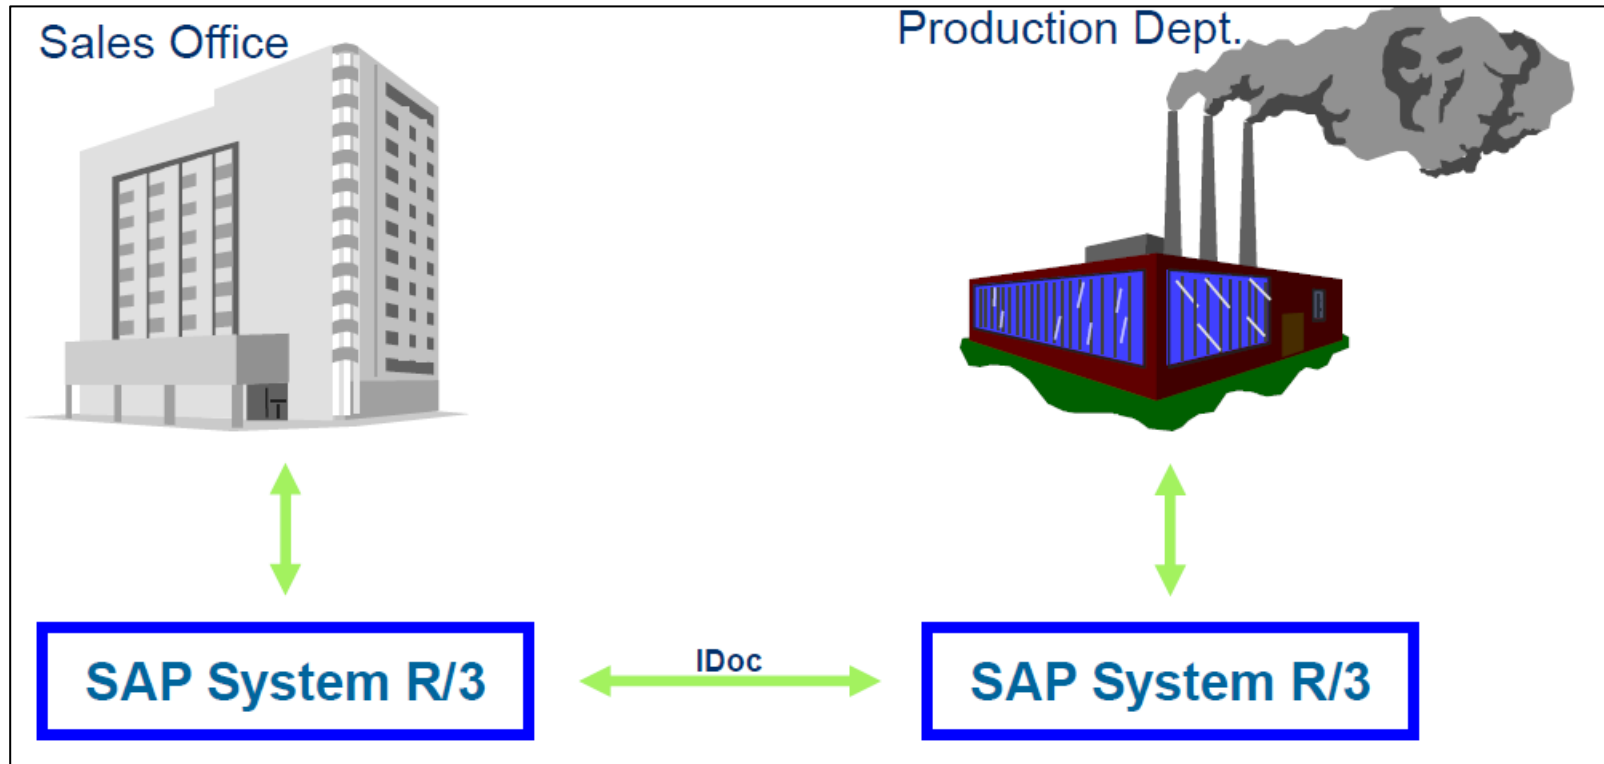 Sales Office
Production Dept.
IDoc
SAP System R/3
SAP System R/3